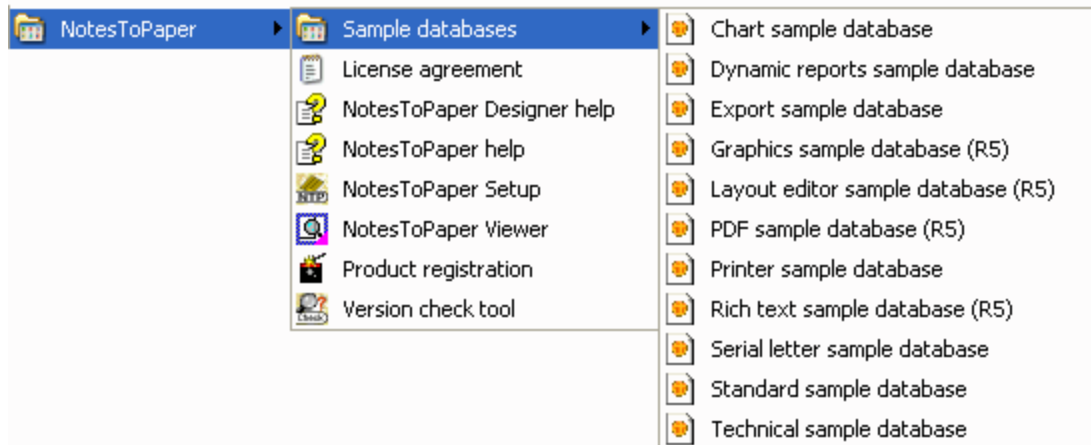 NotesToPaper
Sample databases
License agreement
NotesToPaper Designer help
NotesToPaper help
NotesToPaper Setup
NotesToPaper Viewer
Product registration
Version check tool
Chart sample database
Dynamic reports sample database
Export sample database
Graphics sample database (R5)
Layout editor sample database (R5)
PDF sample database (R5)
Printer sample database
Rich text sample database (R5)
Serial letter sample database
Standard sample database
Technical sample database
NTP
Check